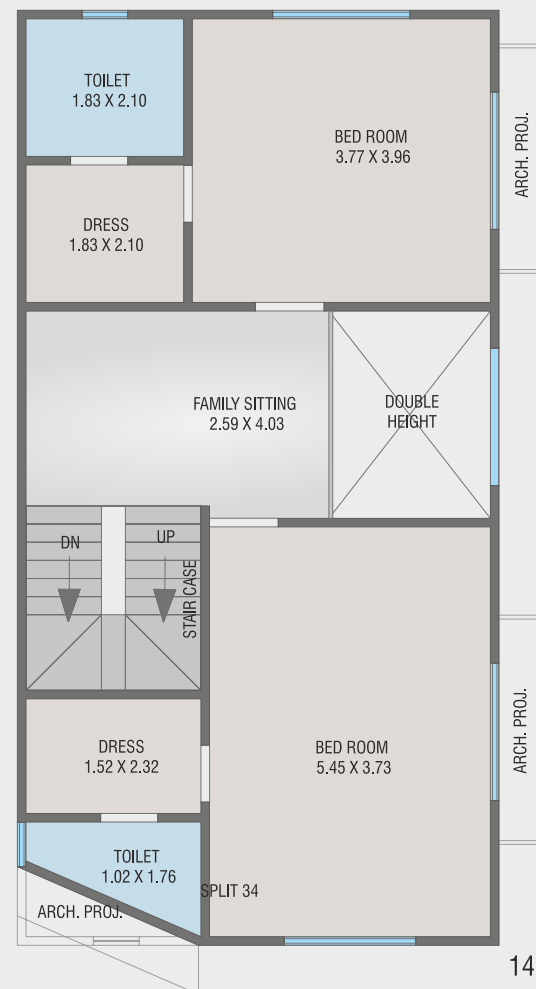 TOILET
1.83 X 2.10
BED ROOM
3.77 X 3.96
ARCH. PROJ.
DRESS
1.83 X 2.10
FAMILY SITTING
2.59 X 4.03
DOUBLE
HEIGHT
DN
UP
STAIR CASE
DRESS
1.52 X 2.32
BED ROOM
5.45 X 3.73
ARCH. PROJ.
TOILET
1.02 X 1.76
SPLIT 34
ARCH. PROJ.
14